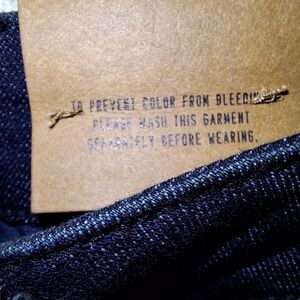 TO PREVENT COLOR FROM BLEEDING
PLEASE WASH THIS GARMENT
SEPARATELY BEFORE WEARING.